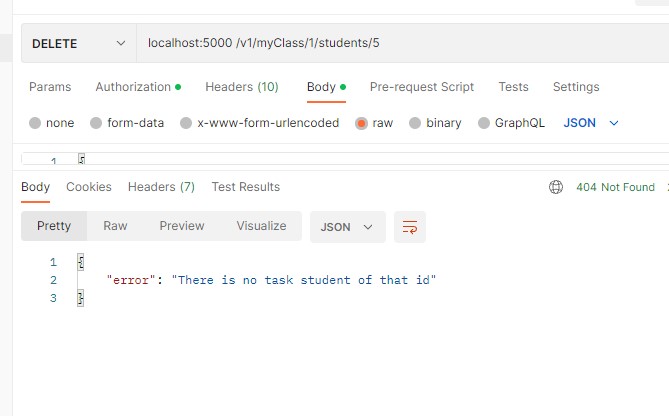 DELETE localhost:5000 /v1/myClass/1/students/5
Params Authorization Headers (10) Body Pre-request Script Tests Settings
none form-data x-www-form-urlencoded raw binary GraphQL JSON
1 {
Body Cookies Headers (7) Test Results 404 Not Found
Pretty Raw Preview Visualize JSON
1 {
2 "error": "There is no task student of that id"
3 }